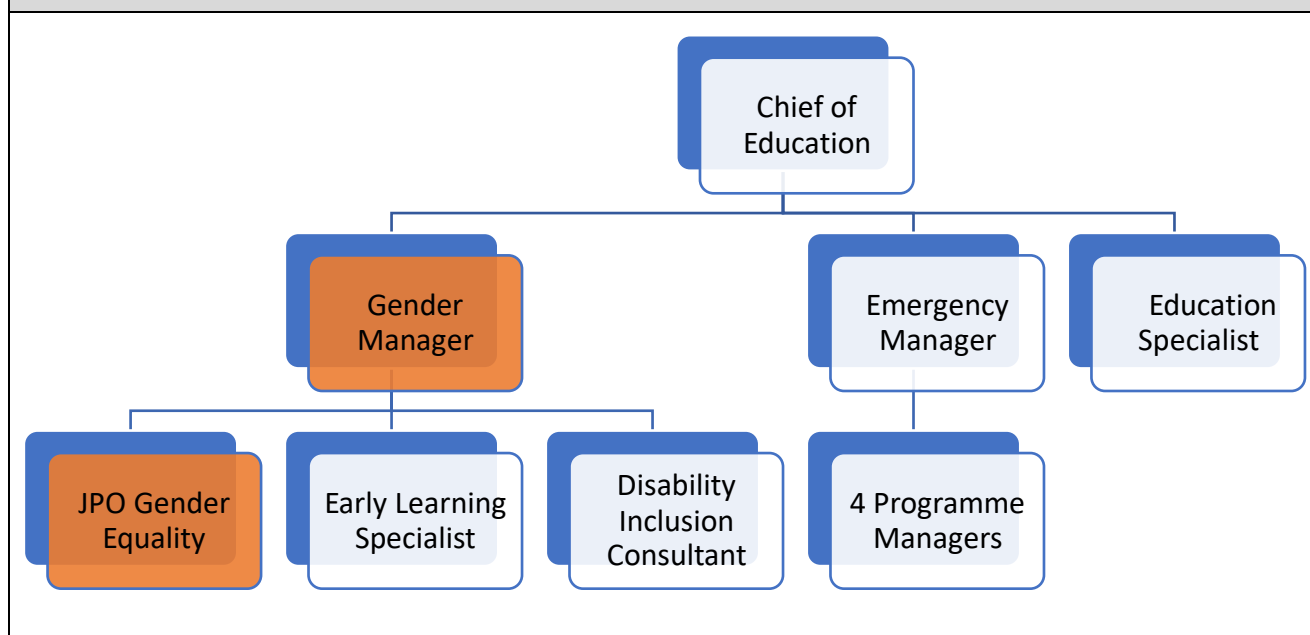 Chief of
Education
Gender
Manager
Emergency
Manager
Education
Specialist
JPO Gender
Equality
Early Learning
Specialist
Disability
Inclusion
Consultant
4 Programme
Managers